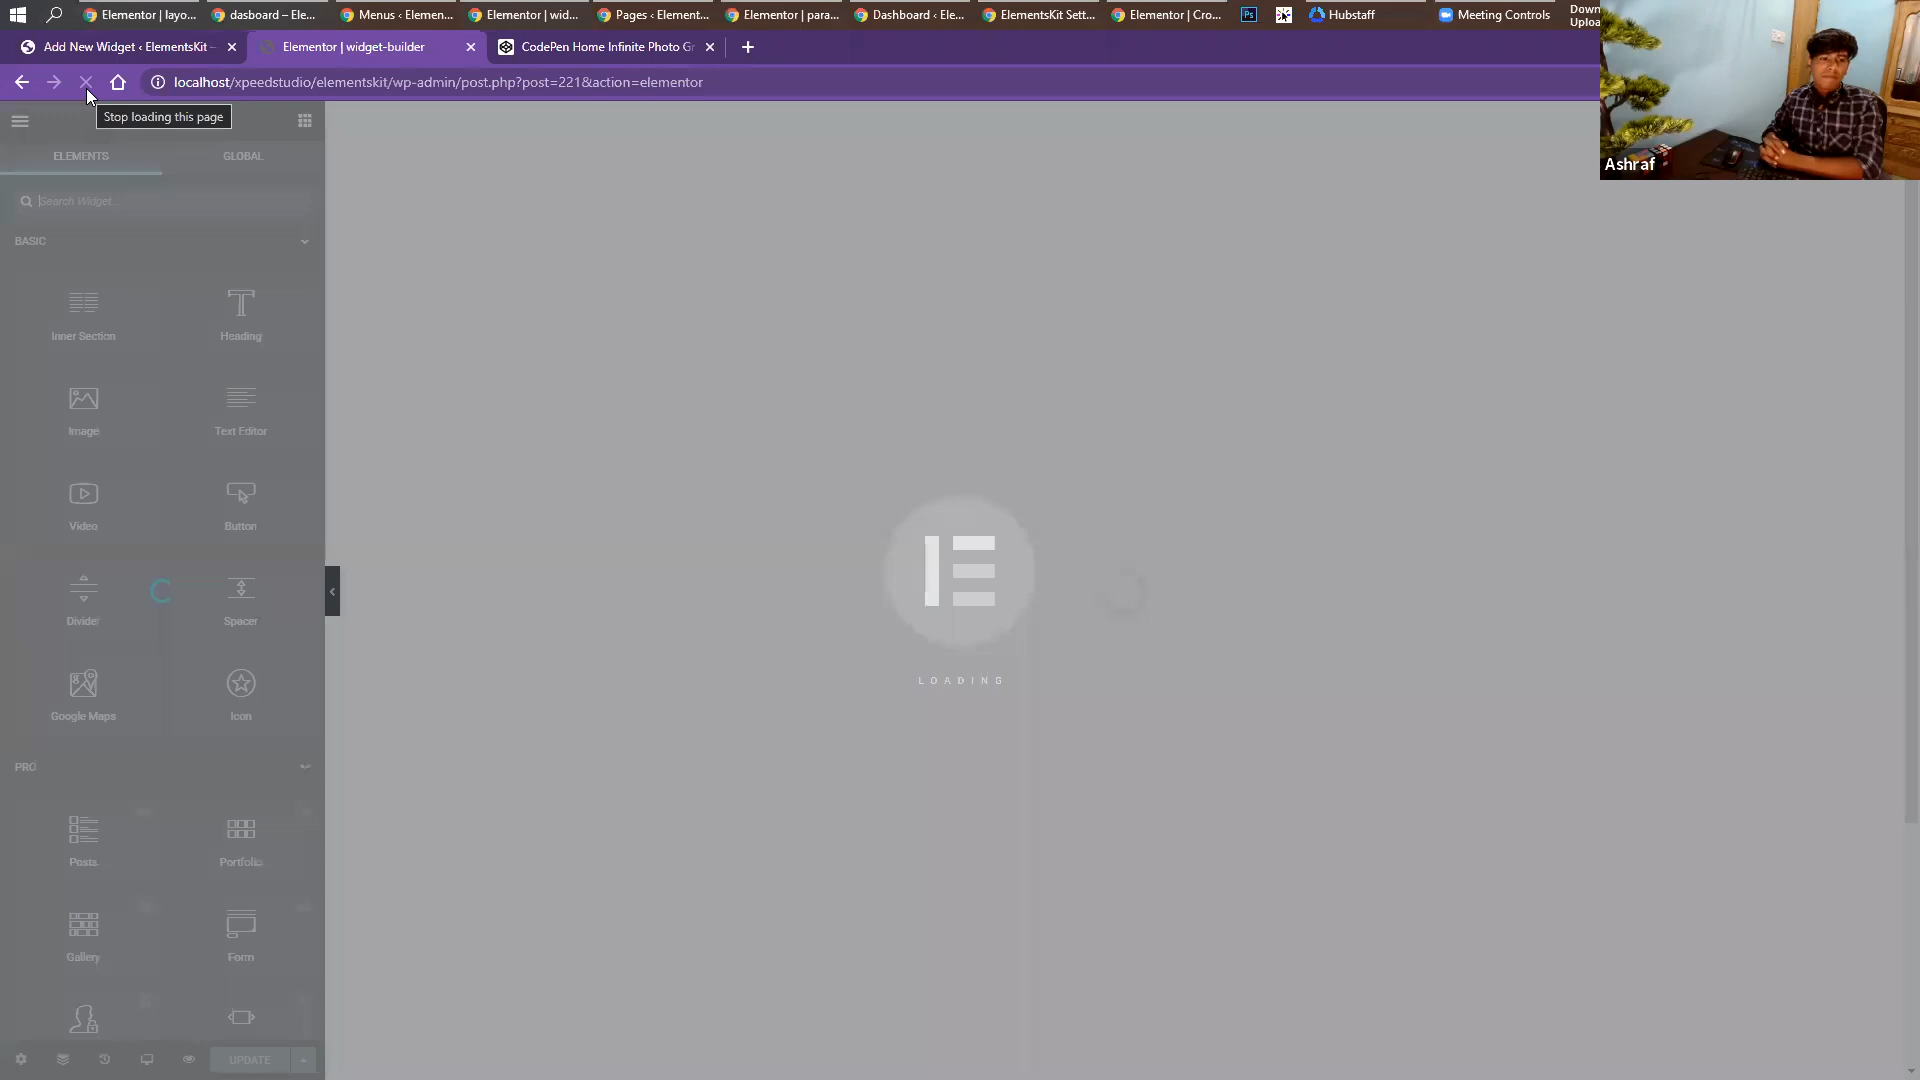 Elementor | layo...
dasboard – Ele...
Menus ‹ Elemen...
Elementor | wid...
Pages ‹ Element...
Elementor | para...
Dashboard ‹ Ele...
ElementsKit Sett...
Elementor | Cro...
Ps
Hubstaff
Meeting Controls
Down
Uploa
Add New Widget ‹ ElementsKit –
Elementor | widget-builder
CodePen Home Infinite Photo Gr
localhost/xpeedstudio/elementskit/wp-admin/post.php?post=221&action=elementor
Stop loading this page
Ashraf
ELEMENTS
GLOBAL
Search Widget...
BASIC
Inner Section
Heading
Image
Text Editor
Video
Button
Divider
Spacer
Google Maps
Icon
LOADING
PRO
Posts
Portfolio
Gallery
Form
UPDATE